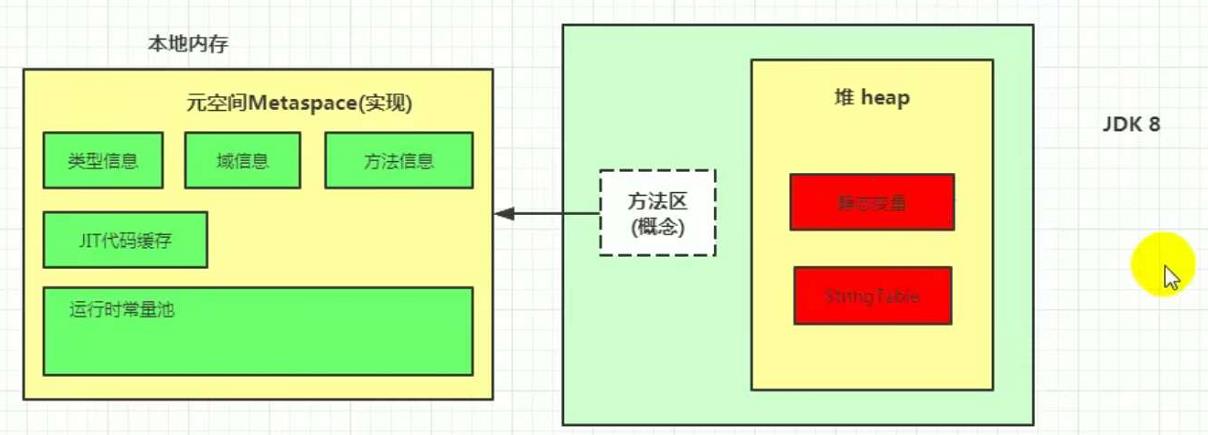 本地内存
元空间Metaspace(实现)
类型信息
域信息
方法信息
JIT代码缓存
运行时常量池
方法区
(概念)
堆 heap
静态变量
StringTable
JDK 8